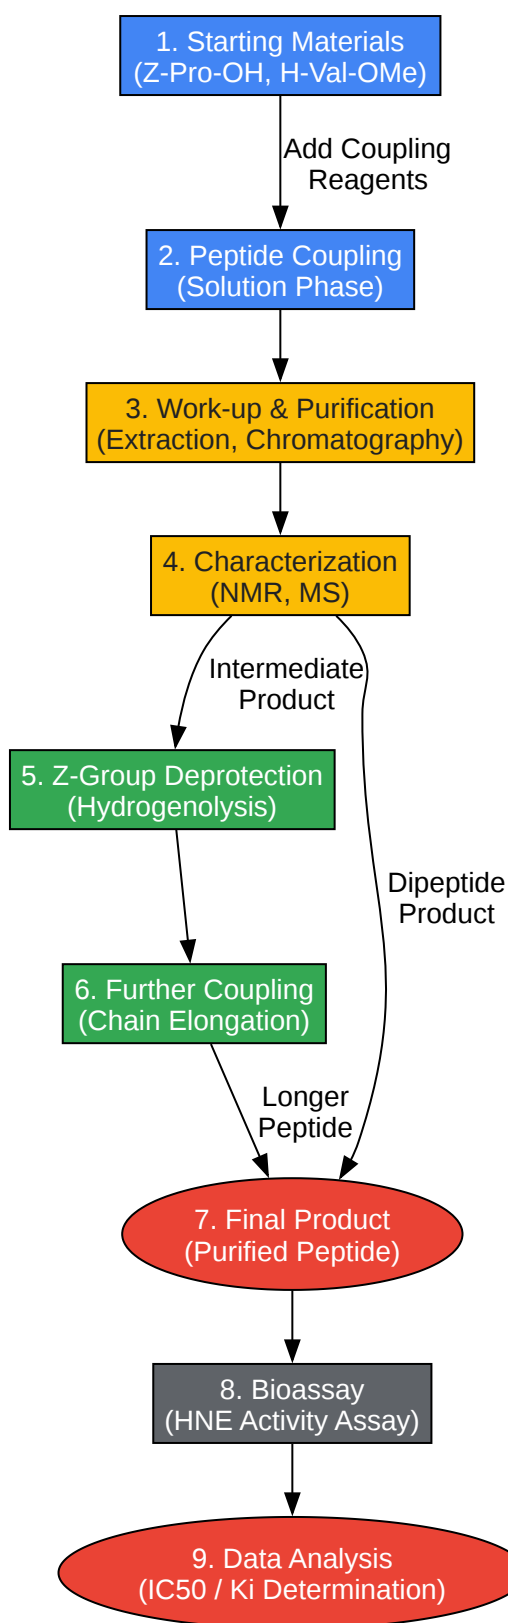 1. Starting Materials
(Z-Pro-OH, H-Val-OMe)
Add Coupling
Reagents
2. Peptide Coupling
(Solution Phase)
3. Work-up & Purification
(Extraction, Chromatography)
4. Characterization
(NMR, MS)
Intermediate
Product
5. Z-Group Deprotection
(Hydrogenolysis)
Dipeptide
Product
6. Further Coupling
(Chain Elongation)
Longer
Peptide
7. Final Product
(Purified Peptide)
8. Bioassay
(HNE Activity Assay)
9. Data Analysis
(IC50 / Ki Determination)